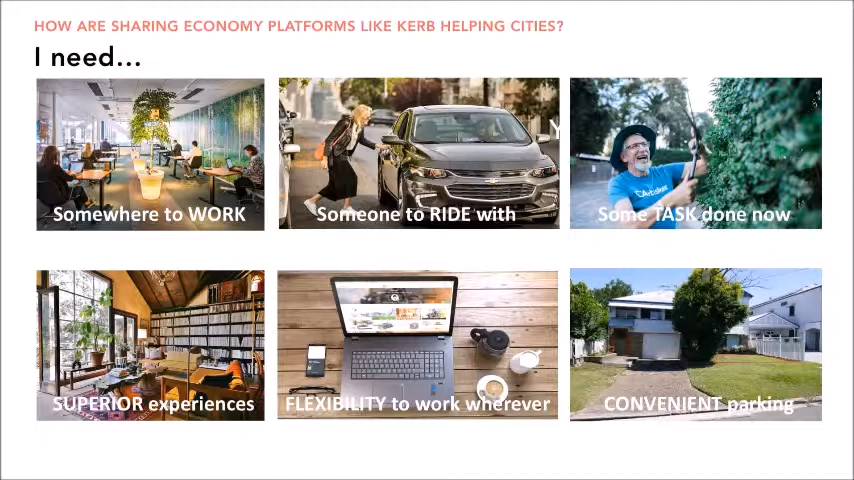 HOW ARE SHARING ECONOMY PLATFORMS LIKE KERB HELPING CITIES?
I need...
Somewhere to WORK
Someone to RIDE with
Some TASK done now
Airtasker
SUPERIOR experiences
FLEXIBILITY to work wherever
CONVENIENT parking